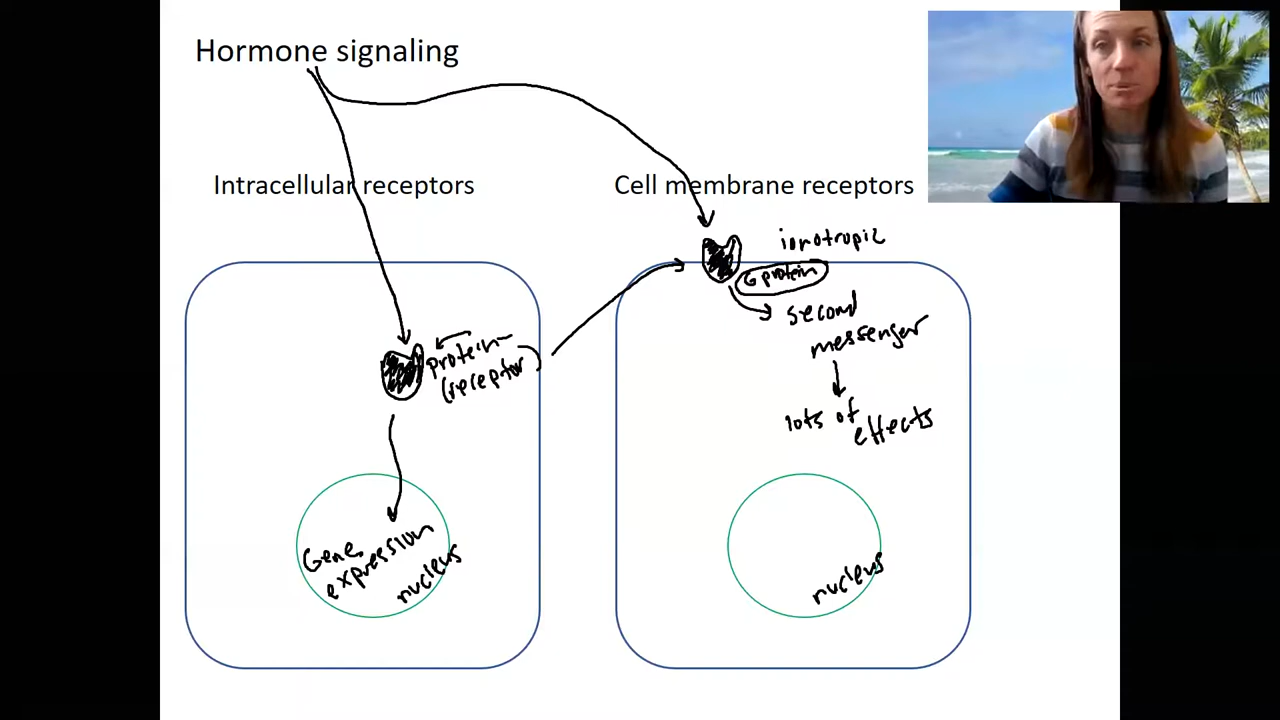 Hormone signaling
Intracellular receptors
Cell membrane receptors
ionotropic
G protein
second
messenger
lots of
effects
protein
(receptor)
Gene
expression
nucleus
nucleus